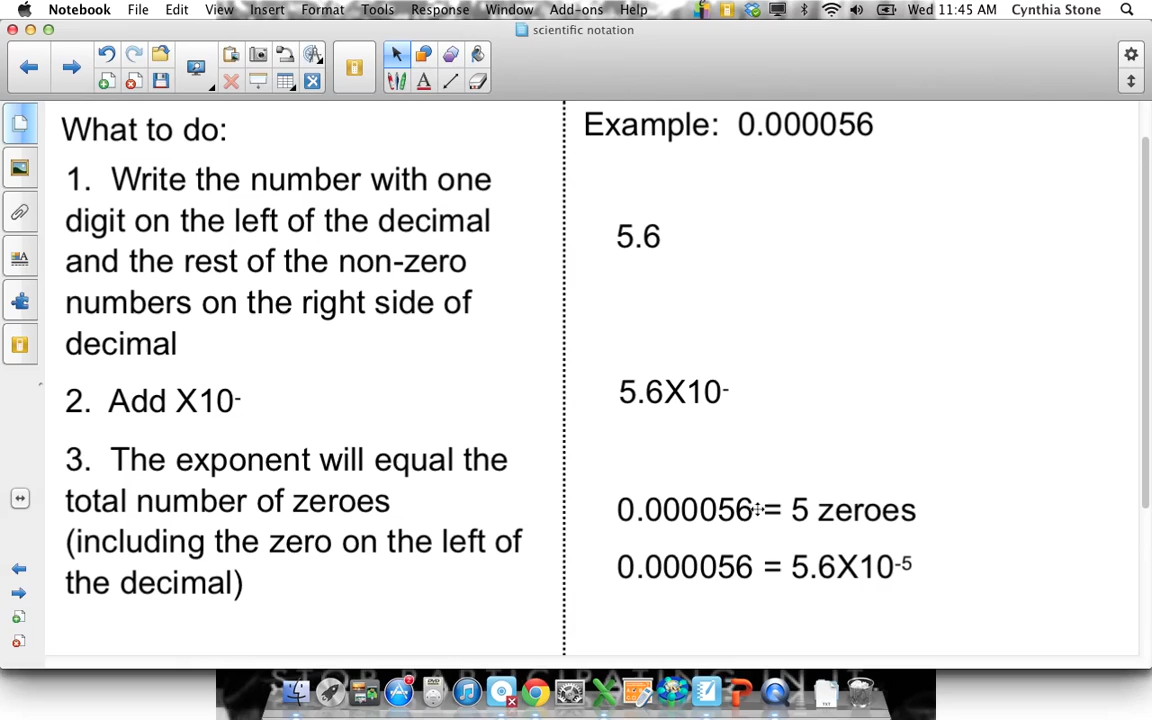 Notebook File Edit View Insert Format Tools Response Window Add-ons Help Wed 11:45 AM Cynthia Stone
scientific notation
What to do:
1. Write the number with one
digit on the left of the decimal
and the rest of the non-zero
numbers on the right side of
decimal
2. Add X10⁻
3. The exponent will equal the
total number of zeroes
(including the zero on the left of
the decimal)
Example: 0.000056
5.6
5.6X10⁻
0.000056 = 5 zeroes
0.000056 = 5.6X10⁻⁵
STOP PARTICIPATING IN IT